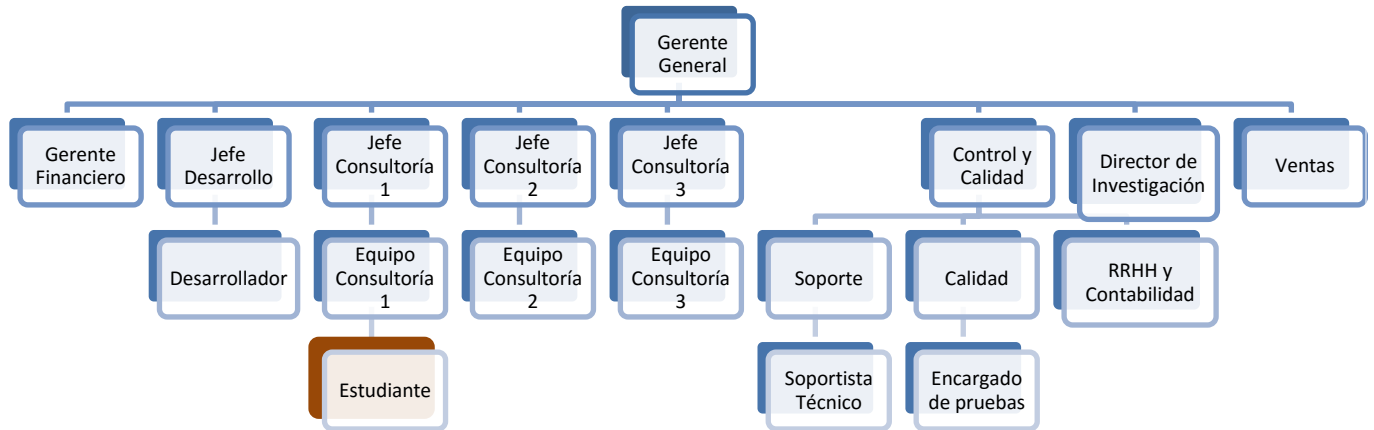 Gerente
General
Gerente
Financiero
Jefe
Desarrollo
Jefe
Consultoría
1
Jefe
Consultoría
2
Jefe
Consultoría
3
Control y
Calidad
Director de
Investigación
Ventas
Desarrollador
Equipo
Consultoría
1
Equipo
Consultoría
2
Equipo
Consultoría
3
Soporte
Calidad
RRHH y
Contabilidad
Estudiante
Soportista
Técnico
Encargado
de pruebas